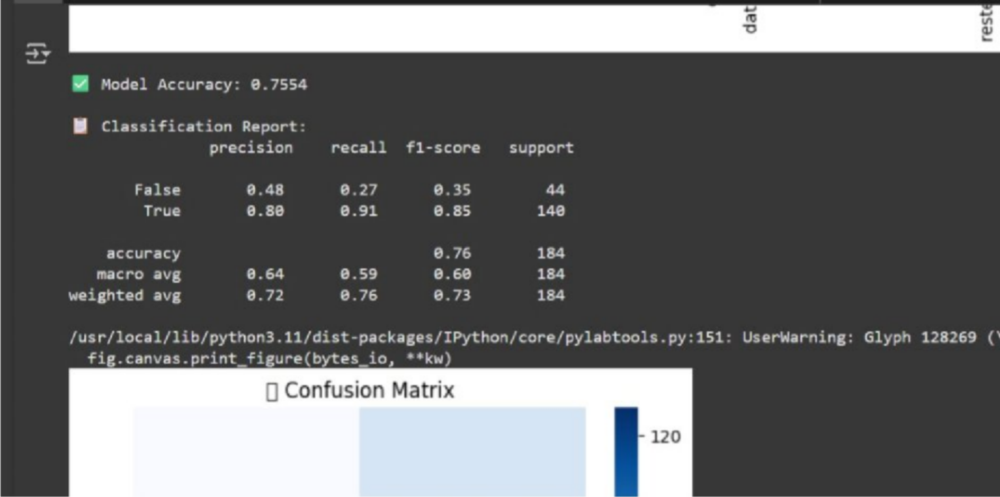 dat
reste
✅ Model Accuracy: 0.7554
📋 Classification Report:
precision recall f1-score support
False 0.48 0.27 0.35 44
True 0.80 0.91 0.85 140
accuracy 0.76 184
macro avg 0.64 0.59 0.60 184
weighted avg 0.72 0.76 0.73 184
/usr/local/lib/python3.11/dist-packages/IPython/core/pylabtools.py:151: UserWarning: Glyph 128269 (\
fig.canvas.print_figure(bytes_io, **kw)
▯ Confusion Matrix
120